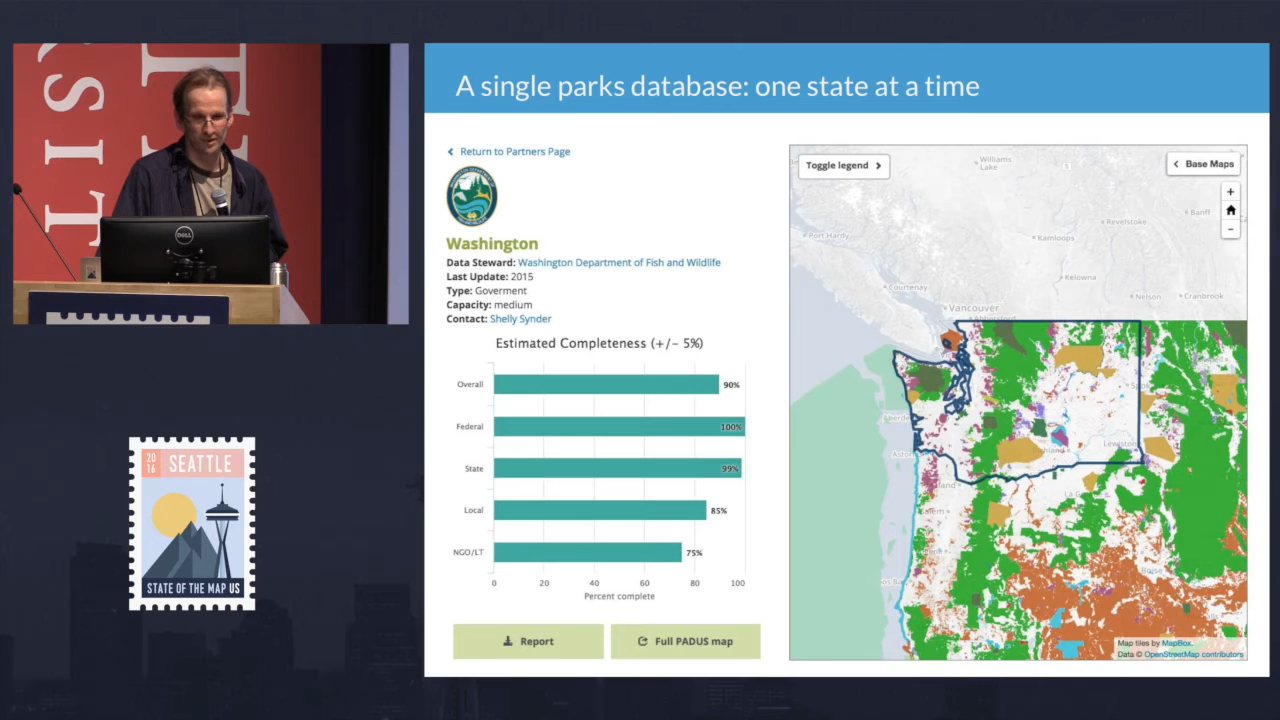 A single parks database: one state at a time
LIST
DELL
Return to Partners Page
Washington
Data Steward: Washington Department of Fish and Wildlife
Last Update: 2015
Type: Goverment
Capacity: medium
Contact: Shelly Synder
Estimated Completeness (+/- 5%)
Overall 90%
Federal 100%
State 99%
Local 85%
NGO/LT 75%
0 20 40 60 80 100
Percent complete
Report
Full PADUS map
Toggle legend
Base Maps
+
−
Williams
Lake
Banff
Revelstoke
Port Hardy
Kamloops
Kelowna
Courtenay
Nelson
Cranbrook
Vancouver
Abbotsford
Lewiston
Boise
Map tiles by MapBox.
Data © OpenStreetMap contributors
20
16
SEATTLE
STATE OF THE MAP US